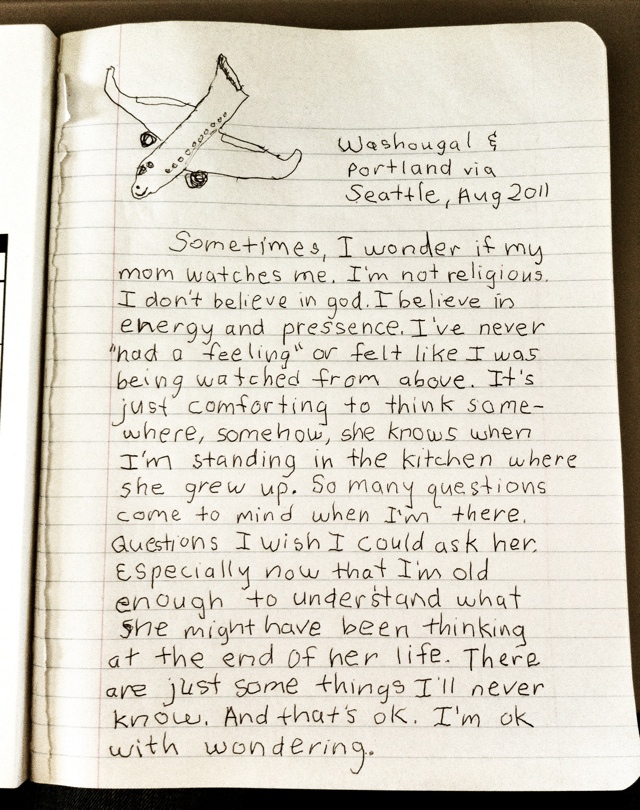 Washougal &
Portland via
Seattle, Aug 2011
Sometimes, I wonder if my
mom watches me. I'm not religious.
I don't believe in god. I believe in
energy and pressence. I've never
"had a feeling" or felt like I was
being watched from above. It's
just comforting to think some-
where, somehow, she knows when
I'm standing in the kitchen where
she grew up. So many questions
come to mind when I'm there.
Questions I wish I could ask her.
Especially now that I'm old
enough to understand what
she might have been thinking
at the end of her life. There
are just some things I'll never
know. And that's ok. I'm ok
with wondering.